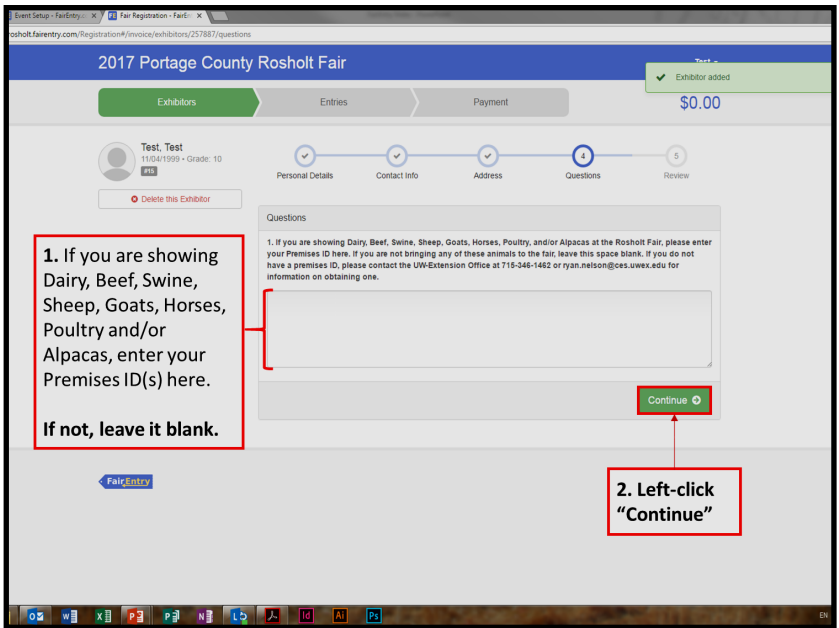 Event Setup - FairEntry
Fair Registration - FairE
rosholt.fairentry.com/Registration#/invoice/exhibitors/257887/questions
2017 Portage County Rosholt Fair
Test
Exhibitor added
Exhibitors
Entries
Payment
$0.00
Test, Test
11/04/1999 • Grade: 10
#15
Delete this Exhibitor
Personal Details
Contact Info
Address
4
Questions
5
Review
Questions
1. If you are showing Dairy, Beef, Swine, Sheep, Goats, Horses, Poultry, and/or Alpacas at the Rosholt Fair, please enter
your Premises ID here. If you are not bringing any of these animals to the fair, leave this space blank. If you do not
have a premises ID, please contact the UW-Extension Office at 715-346-1462 or ryan.nelson@ces.uwex.edu for
information on obtaining one.
1. If you are showing
Dairy, Beef, Swine,
Sheep, Goats, Horses,
Poultry and/or
Alpacas, enter your
Premises ID(s) here.
If not, leave it blank.
Continue
2. Left-click
“Continue”
FairEntry
Id
Ai
Ps
EN